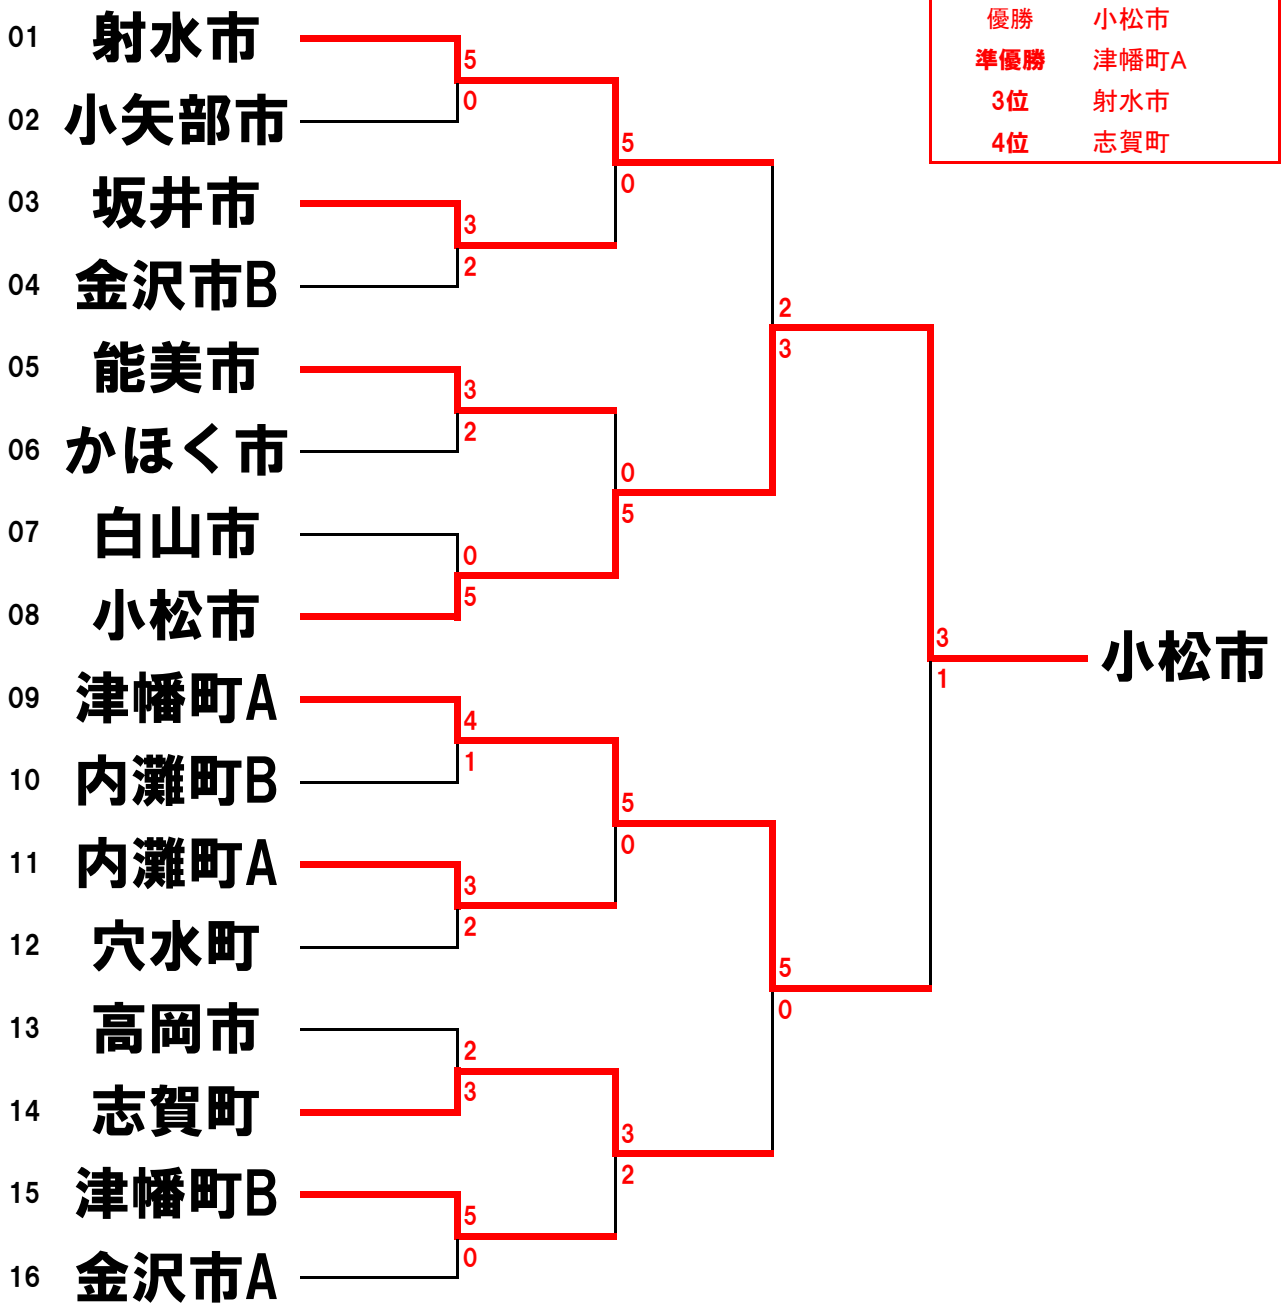 優勝 小松市
準優勝 津幡町A
3位 射水市
4位 志賀町
01 射水市
5
0
02 小矢部市
5
0
03 坂井市
3
2
04 金沢市B
2
3
05 能美市
3
2
06 かほく市
0
5
07 白山市
0
5
08 小松市
3
1
小松市
09 津幡町A
4
1
10 内灘町B
5
0
11 内灘町A
3
2
12 穴水町
5
0
13 高岡市
2
3
14 志賀町
3
2
15 津幡町B
5
0
16 金沢市A